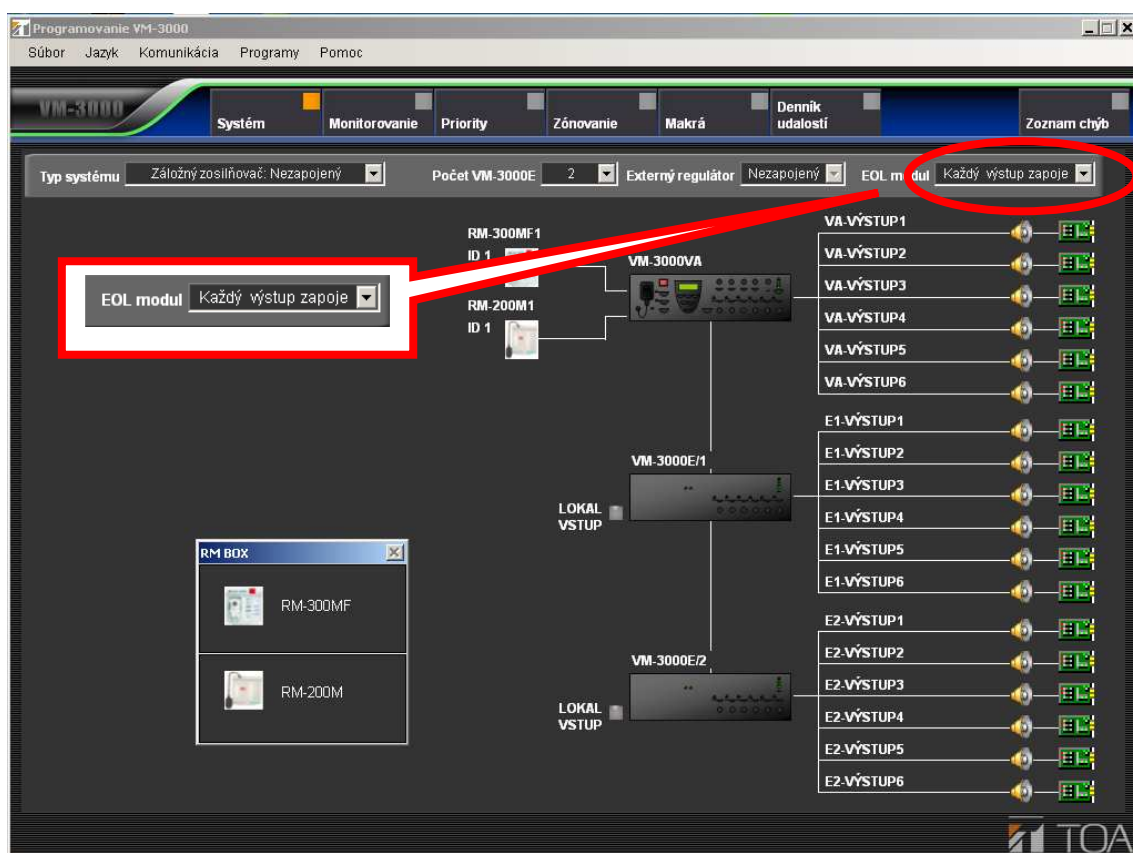 Programovanie VM-3000
Súbor Jazyk Komunikácia Programy Pomoc
VM-3000
Systém
Monitorovanie
Priority
Zónovanie
Makrá
Denník
udalostí
Zoznam chýb
Typ systému Záložný zosilňovač: Nezapojený
Počet VM-3000E 2
Externý regulátor Nezapojený
EOL modul Každý výstup zapoje
EOL modul Každý výstup zapoje
RM-300MF1
ID 1
RM-200M1
ID 1
VM-3000VA
VA-VÝSTUP1
VA-VÝSTUP2
VA-VÝSTUP3
VA-VÝSTUP4
VA-VÝSTUP5
VA-VÝSTUP6
VM-3000E/1
LOKAL
VSTUP
E1-VÝSTUP1
E1-VÝSTUP2
E1-VÝSTUP3
E1-VÝSTUP4
E1-VÝSTUP5
E1-VÝSTUP6
RM BOX
RM-300MF
RM-200M
VM-3000E/2
LOKAL
VSTUP
E2-VÝSTUP1
E2-VÝSTUP2
E2-VÝSTUP3
E2-VÝSTUP4
E2-VÝSTUP5
E2-VÝSTUP6
TOA